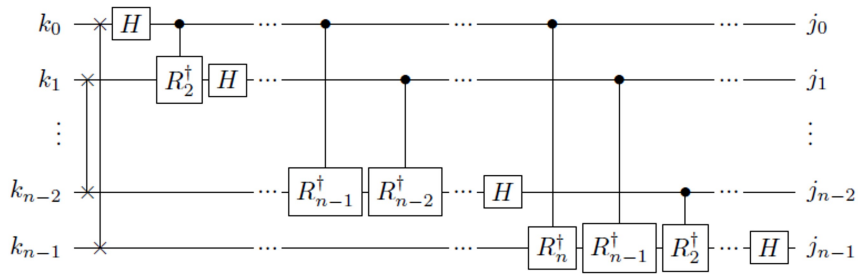 k₀ H ... ... ... j₀
k₁ R₂† H ... ... ... j₁
⋮ ⋮
kₙ₋₂ ... Rₙ₋₁† Rₙ₋₂† ... H ... jₙ₋₂
kₙ₋₁ ... ... Rₙ† Rₙ₋₁† R₂† ... H jₙ₋₁